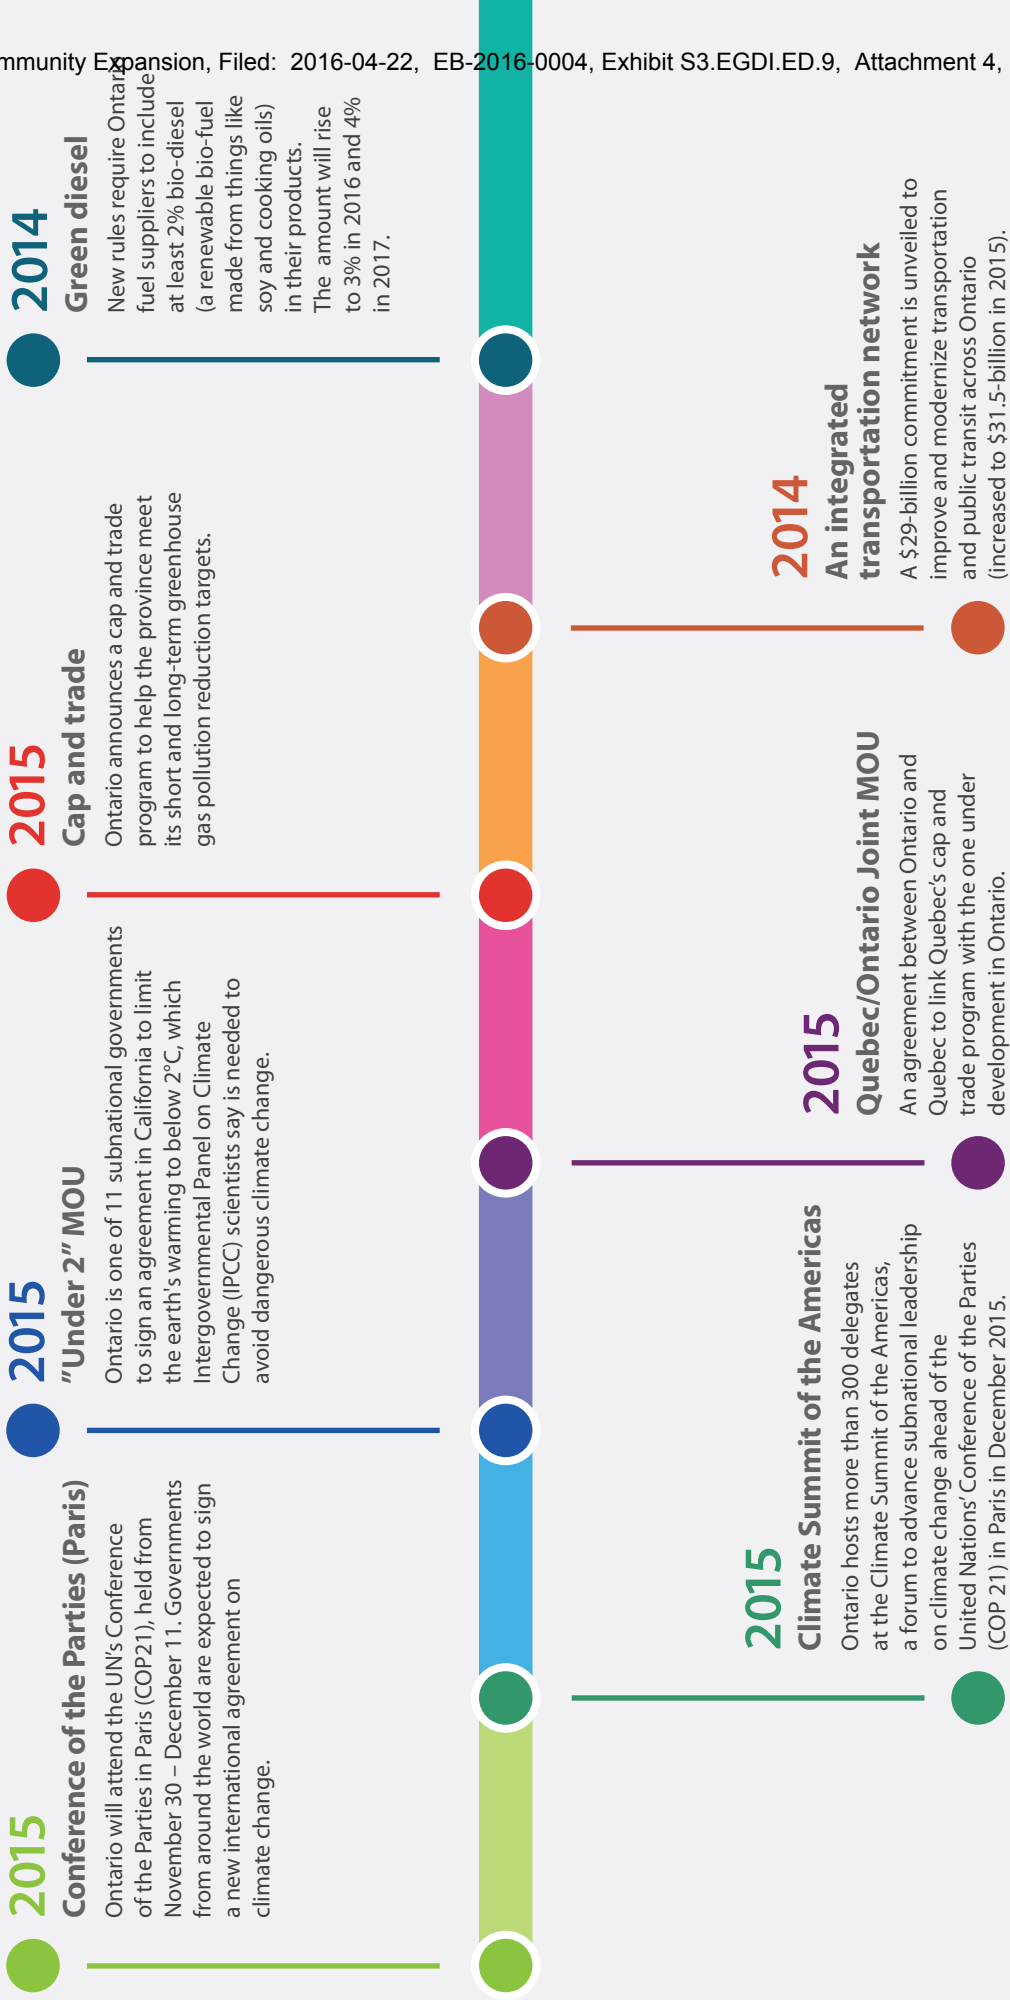 mmunity Expansion, Filed: 2016-04-22, EB-2016-0004, Exhibit S3.EGDI.ED.9, Attachment 4,
2015
Conference of the Parties (Paris)
Ontario will attend the UN’s Conference
of the Parties in Paris (COP21), held from
November 30 – December 11. Governments
from around the world are expected to sign
a new international agreement on
climate change.
2015
Climate Summit of the Americas
Ontario hosts more than 300 delegates
at the Climate Summit of the Americas,
a forum to advance subnational leadership
on climate change ahead of the
United Nations’ Conference of the Parties
(COP 21) in Paris in December 2015.
2015
”Under 2” MOU
Ontario is one of 11 subnational governments
to sign an agreement in California to limit
the earth's warming to below 2°C, which
Intergovernmental Panel on Climate
Change (IPCC) scientists say is needed to
avoid dangerous climate change.
2015
Quebec/Ontario Joint MOU
An agreement between Ontario and
Quebec to link Quebec’s cap and
trade program with the one under
development in Ontario.
2015
Cap and trade
Ontario announces a cap and trade
program to help the province meet
its short and long-term greenhouse
gas pollution reduction targets.
2014
An integrated
transportation network
A $29-billion commitment is unveiled to
improve and modernize transportation
and public transit across Ontario
(increased to $31.5-billion in 2015).
2014
Green diesel
New rules require Ontario
fuel suppliers to include
at least 2% bio-diesel
(a renewable bio-fuel
made from things like
soy and cooking oils)
in their products.
The amount will rise
to 3% in 2016 and 4%
in 2017.